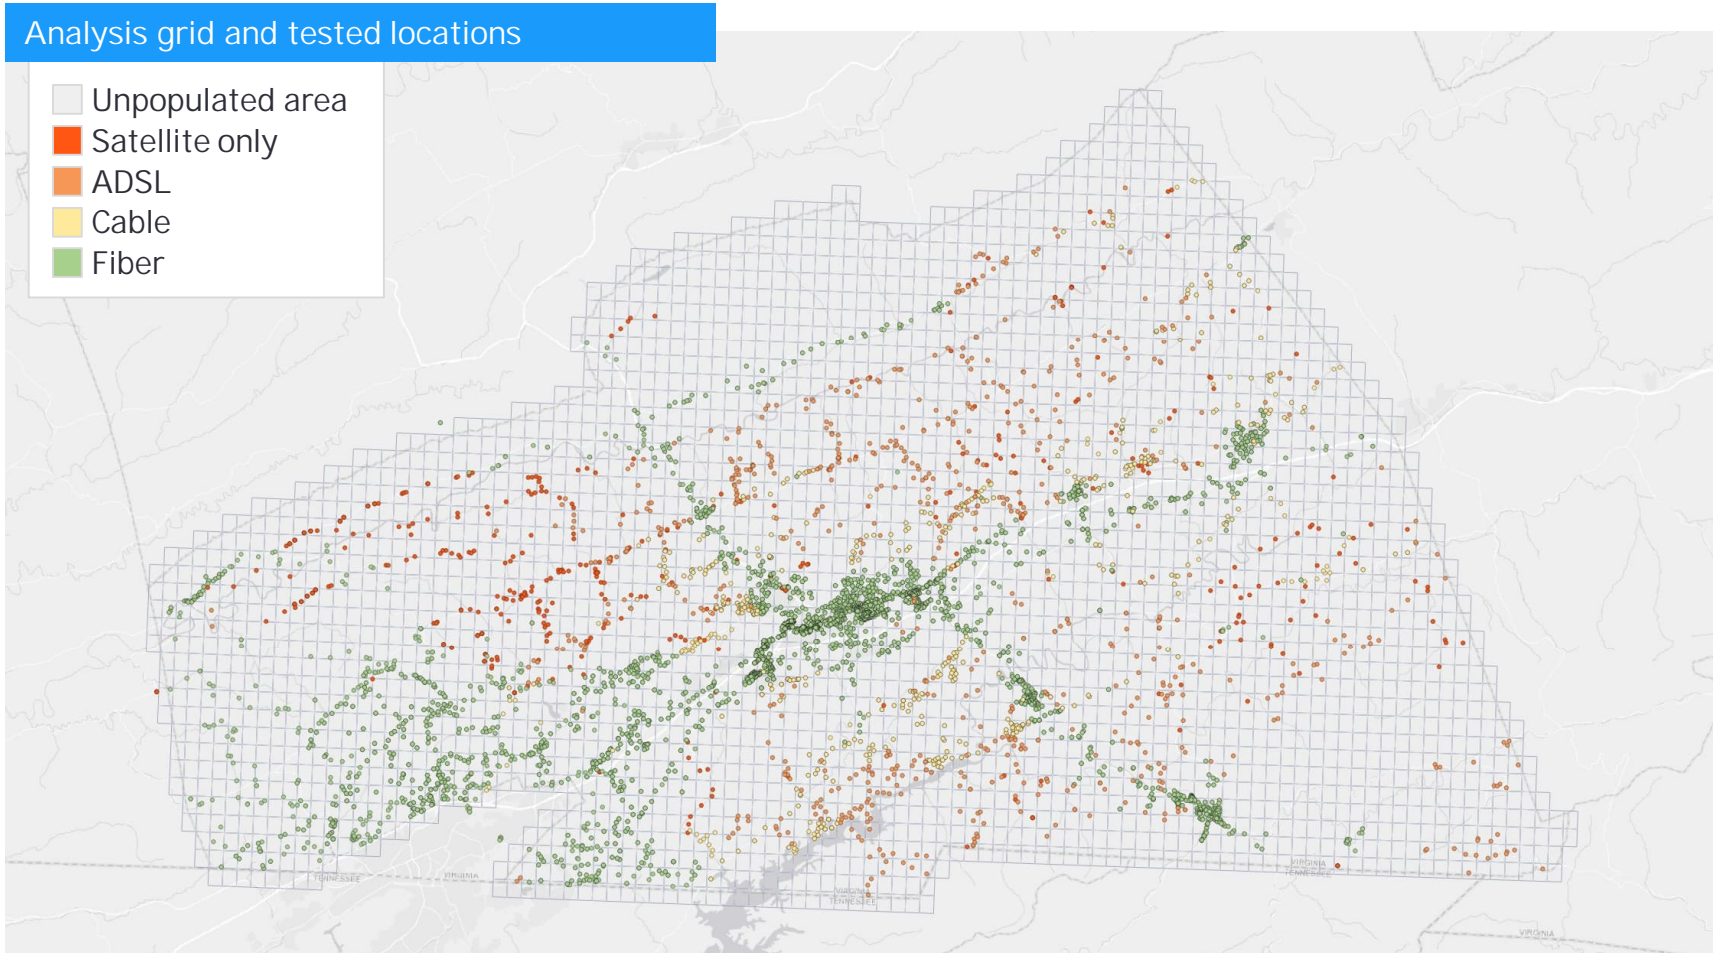 Analysis grid and tested locations
Unpopulated area
Satellite only
ADSL
Cable
Fiber
VIRGINIA
TENNESSEE
TENNESSEE
VIRGINIA
VIRGINIA
TENNESSEE
VIRGINIA